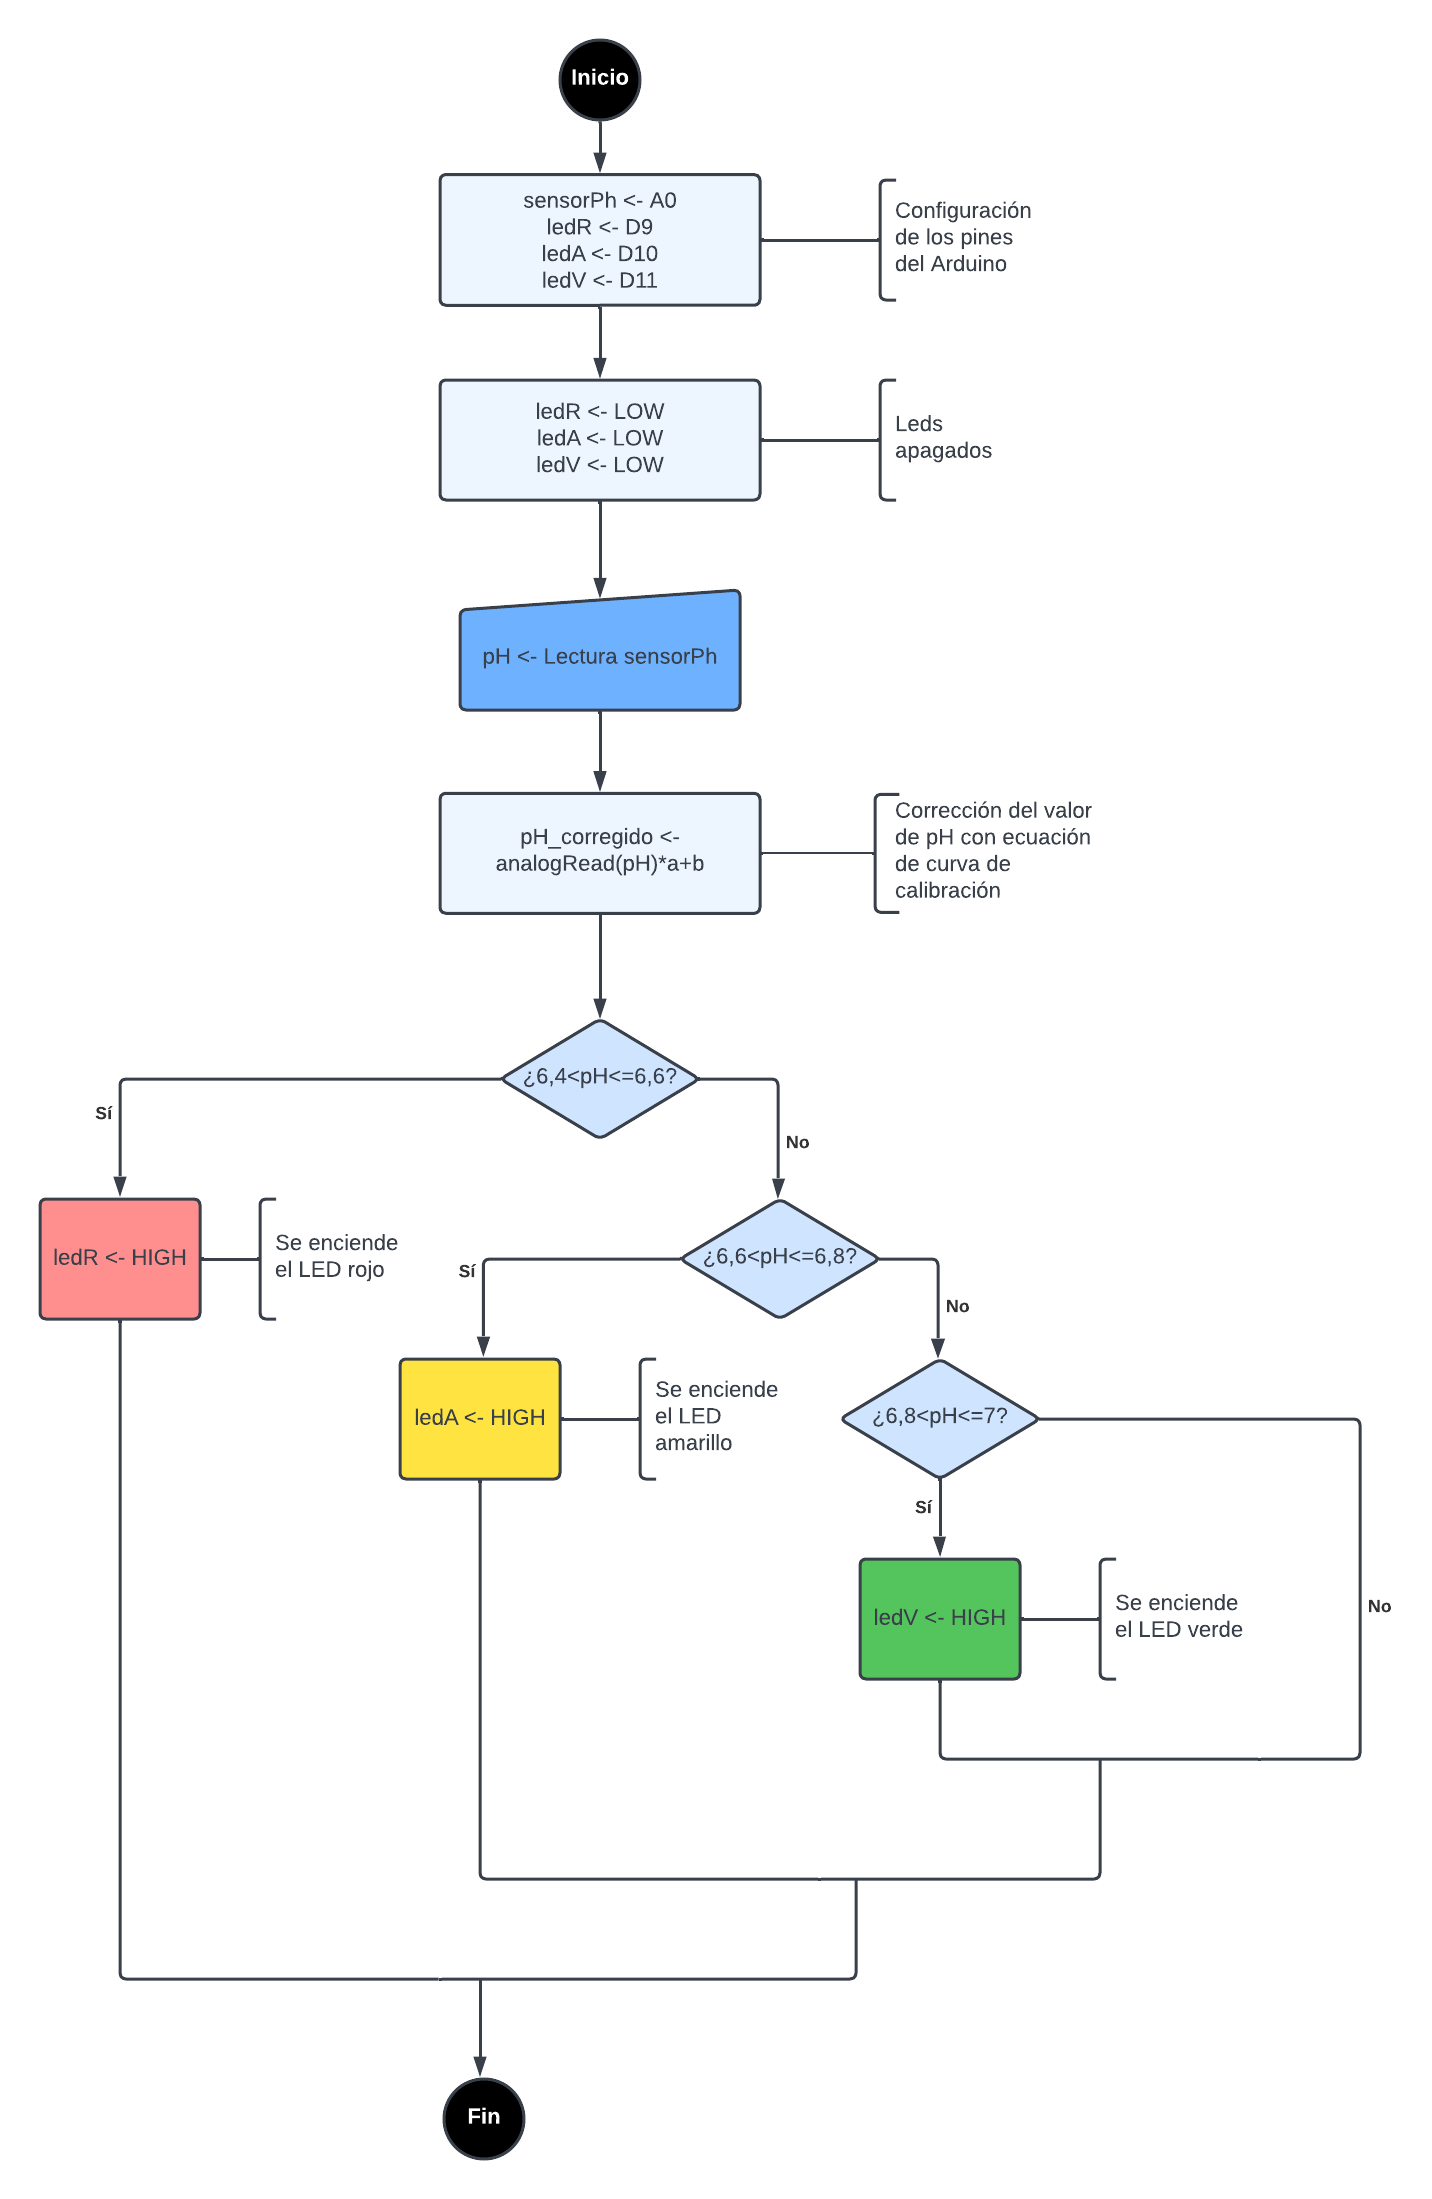 Inicio
sensorPh <- A0
ledR <- D9
ledA <- D10
ledV <- D11
Configuración
de los pines
del Arduino
ledR <- LOW
ledA <- LOW
ledV <- LOW
Leds
apagados
pH <- Lectura sensorPh
pH_corregido <-
analogRead(pH)*a+b
Corrección del valor
de pH con ecuación
de curva de
calibración
¿6,4<pH<=6,6?
Sí
No
ledR <- HIGH
Se enciende
el LED rojo
¿6,6<pH<=6,8?
Sí
No
ledA <- HIGH
Se enciende
el LED
amarillo
¿6,8<pH<=7?
Sí
No
ledV <- HIGH
Se enciende
el LED verde
Fin